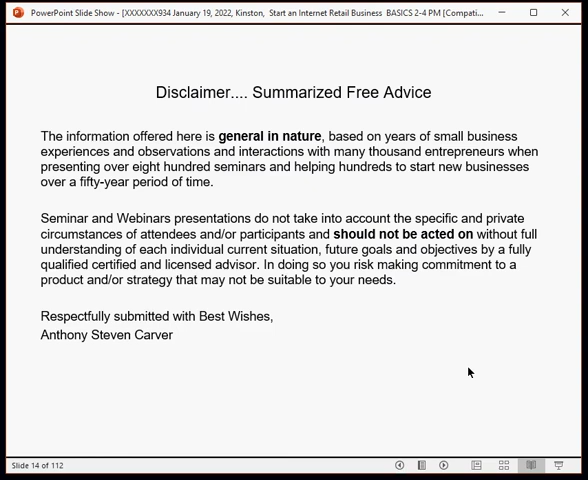 PowerPoint Slide Show - [XXXXXXX934 January 19, 2022, Kinston, Start an Internet Retail Business BASICS 2-4 PM [Compati...
Disclaimer.... Summarized Free Advice
The information offered here is general in nature, based on years of small business
experiences and observations and interactions with many thousand entrepreneurs when
presenting over eight hundred seminars and helping hundreds to start new businesses
over a fifty-year period of time.
Seminar and Webinars presentations do not take into account the specific and private
circumstances of attendees and/or participants and should not be acted on without full
understanding of each individual current situation, future goals and objectives by a fully
qualified certified and licensed advisor. In doing so you risk making commitment to a
product and/or strategy that may not be suitable to your needs.
Respectfully submitted with Best Wishes,
Anthony Steven Carver
Slide 14 of 112